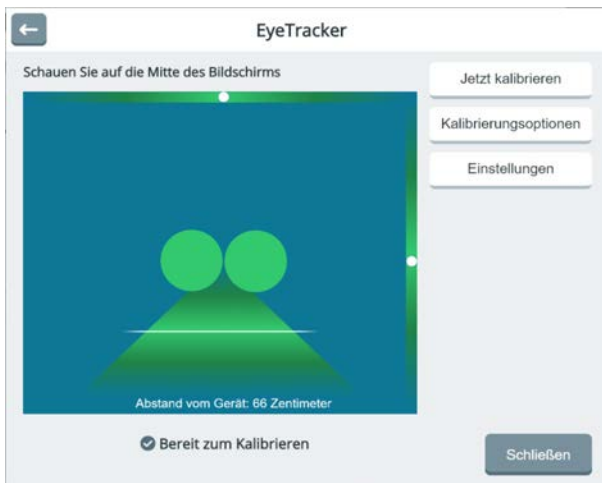 EyeTracker
Schauen Sie auf die Mitte des Bildschirms
Jetzt kalibrieren
Kalibrierungsoptionen
Einstellungen
Abstand vom Gerät: 66 Zentimeter
Bereit zum Kalibrieren
Schließen